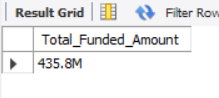 Result Grid Filter Row
Total_Funded_Amount
435.8M